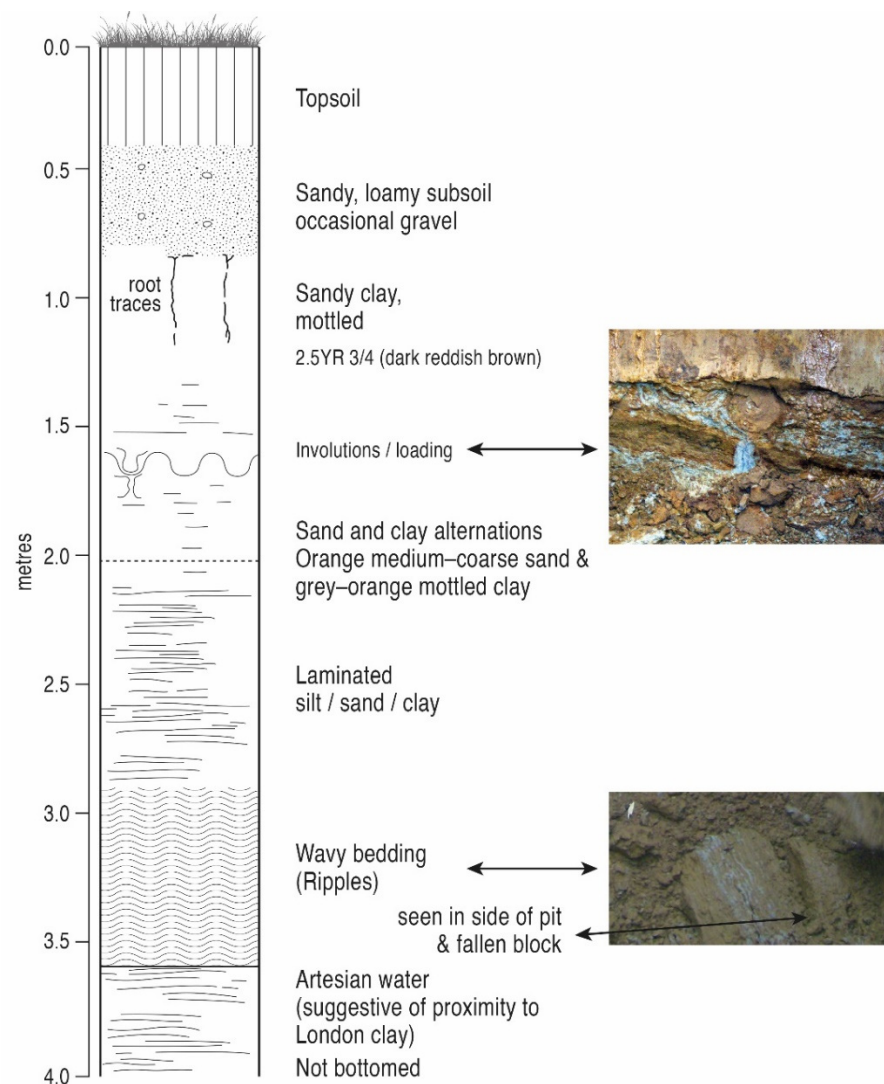 0.0
Topsoil
0.5
Sandy, loamy subsoil
occasional gravel
root
traces
1.0
Sandy clay,
mottled
2.5YR 3/4 (dark reddish brown)
1.5
Involutions / loading
metres
2.0
Sand and clay alternations
Orange medium–coarse sand &
grey–orange mottled clay
2.5
Laminated
silt / sand / clay
3.0
Wavy bedding
(Ripples)
seen in side of pit
& fallen block
3.5
Artesian water
(suggestive of proximity to
London clay)
Not bottomed
4.0